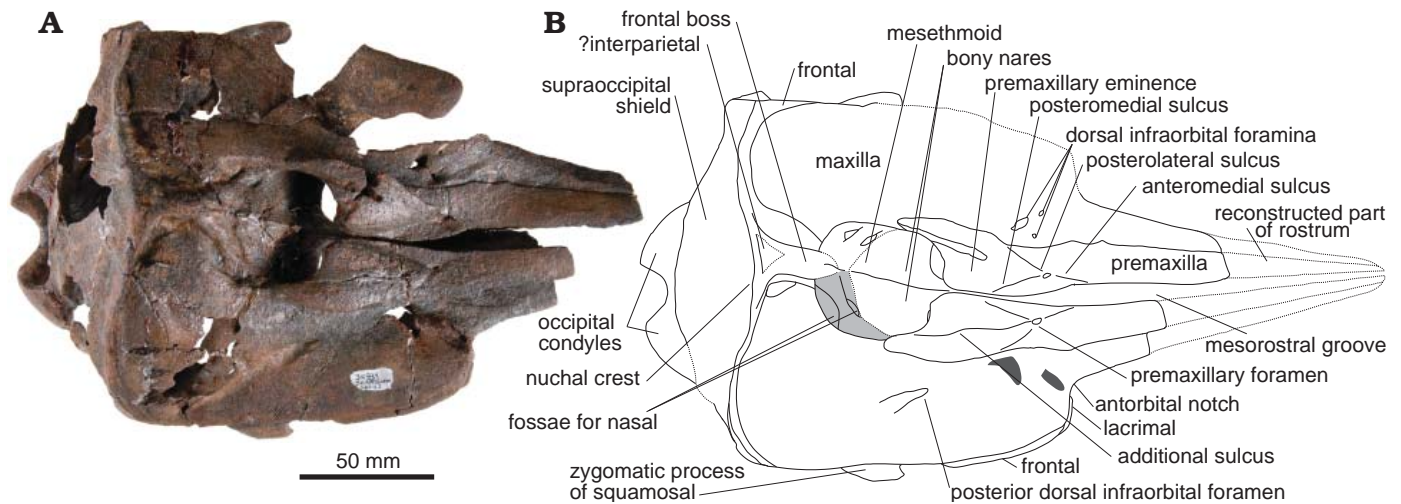 A
50 mm
B
frontal boss
?interparietal
supraoccipital
shield
frontal
mesethmoid
bony nares
premaxillary eminence
posteromedial sulcus
dorsal infraorbital foramina
posterolateral sulcus
anteromedial sulcus
reconstructed part
of rostrum
maxilla
premaxilla
occipital
condyles
nuchal crest
fossae for nasal
zygomatic process
of squamosal
mesorostral groove
premaxillary foramen
antorbital notch
lacrimal
additional sulcus
frontal
posterior dorsal infraorbital foramen